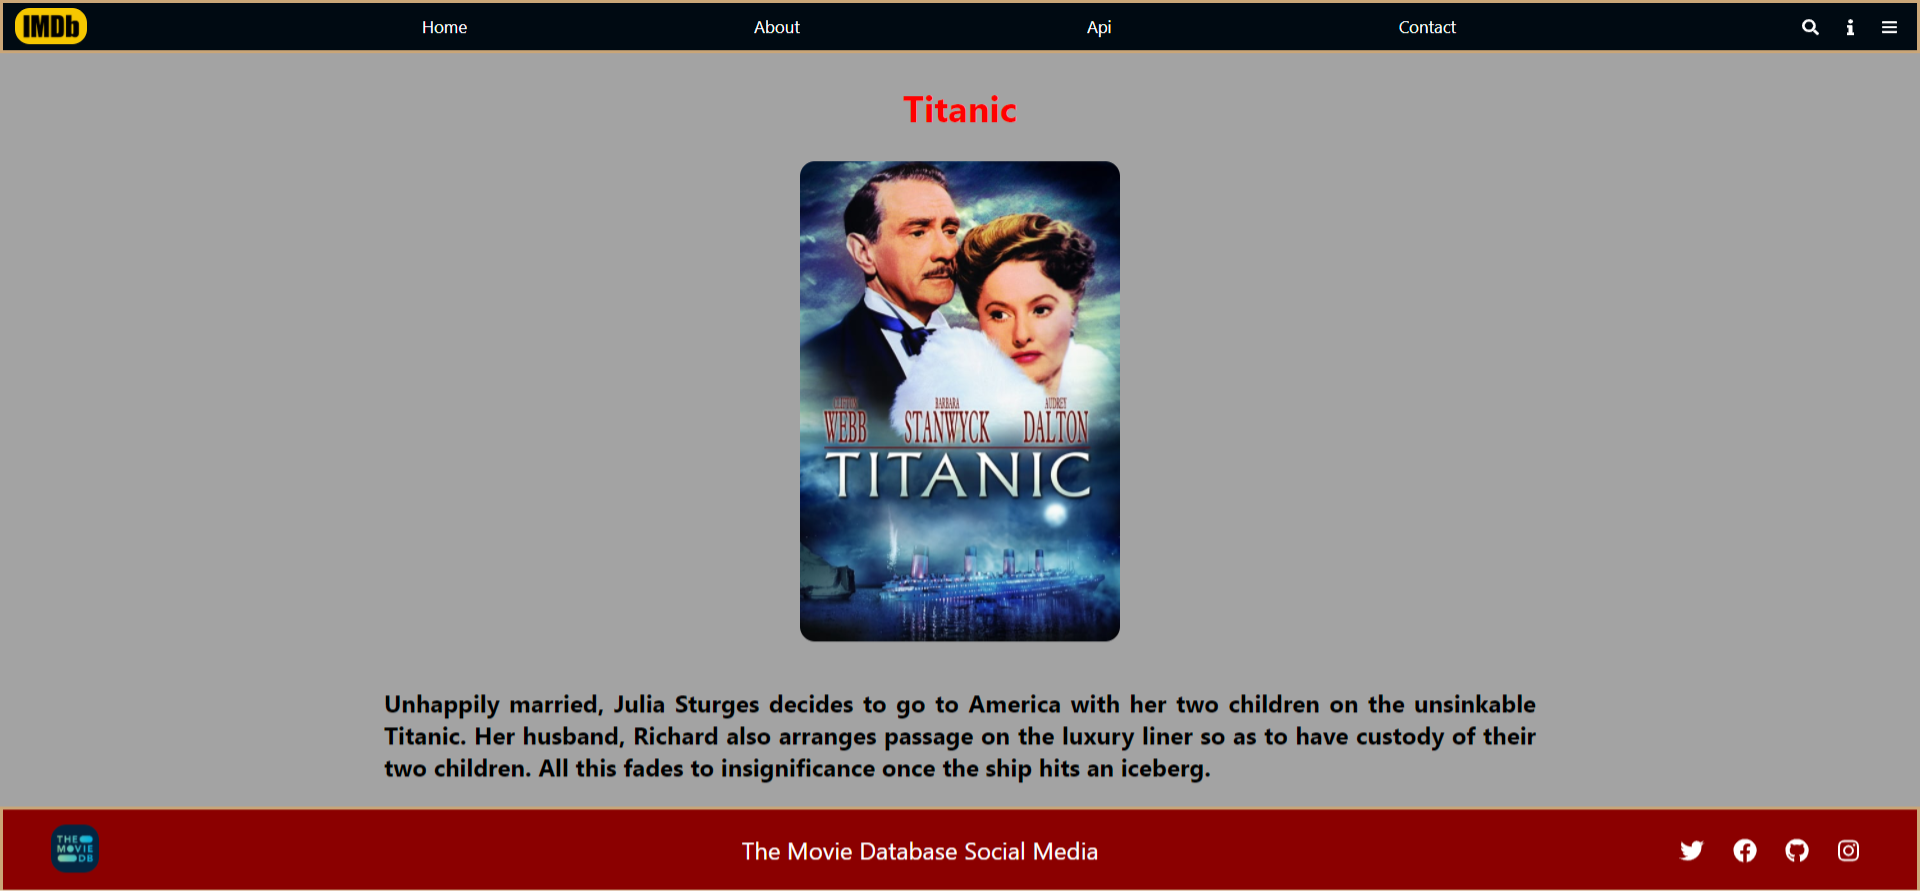 IMDb
Home About Api Contact
Titanic
CLIFTON BARBARA AUDREY
WEBB STANWYCK DALTON
TITANIC
Unhappily married, Julia Sturges decides to go to America with her two children on the unsinkable
Titanic. Her husband, Richard also arranges passage on the luxury liner so as to have custody of their
two children. All this fades to insignificance once the ship hits an iceberg.
THE
MOVIE
DB
The Movie Database Social Media